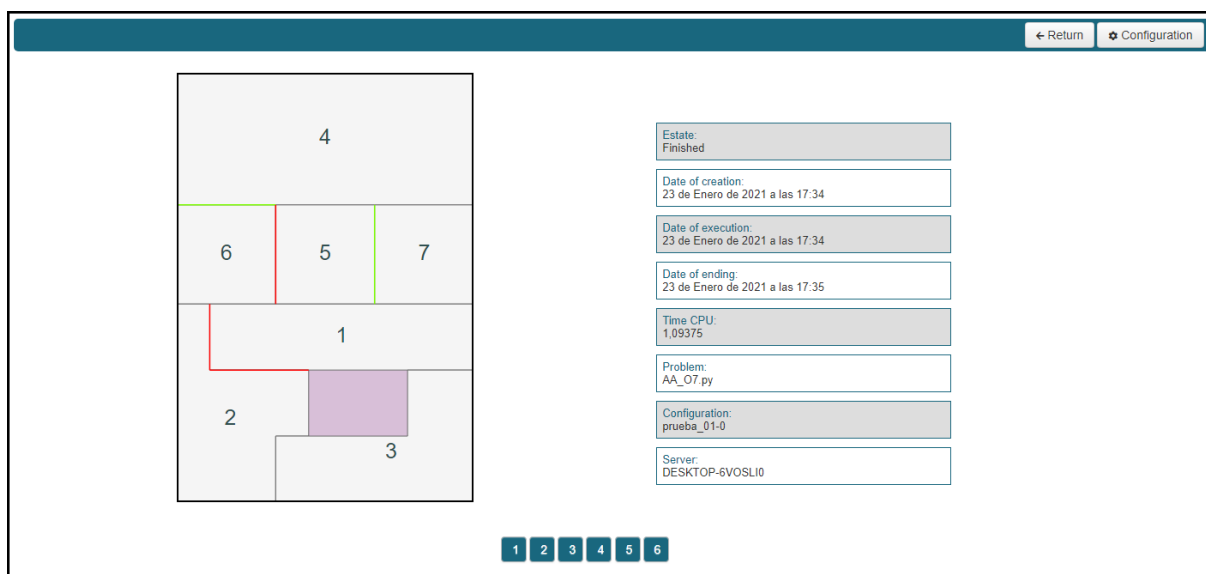 Return Configuration
4
6 5 7
1
2
3
Estate:
Finished
Date of creation:
23 de Enero de 2021 a las 17:34
Date of execution:
23 de Enero de 2021 a las 17:34
Date of ending:
23 de Enero de 2021 a las 17:35
Time CPU:
1,09375
Problem:
AA_O7.py
Configuration:
prueba_01-0
Server:
DESKTOP-6VOSLI0
1 2 3 4 5 6